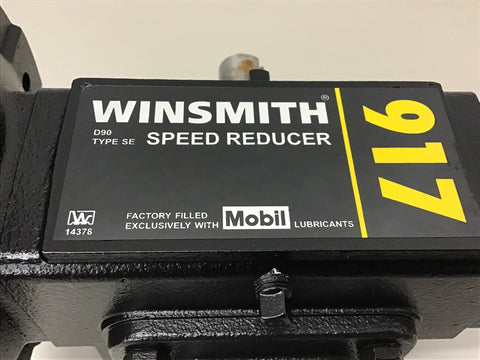 WINSMITH®
D90
TYPE SE SPEED REDUCER
917
W
14378
FACTORY FILLED
EXCLUSIVELY WITH Mobil LUBRICANTS